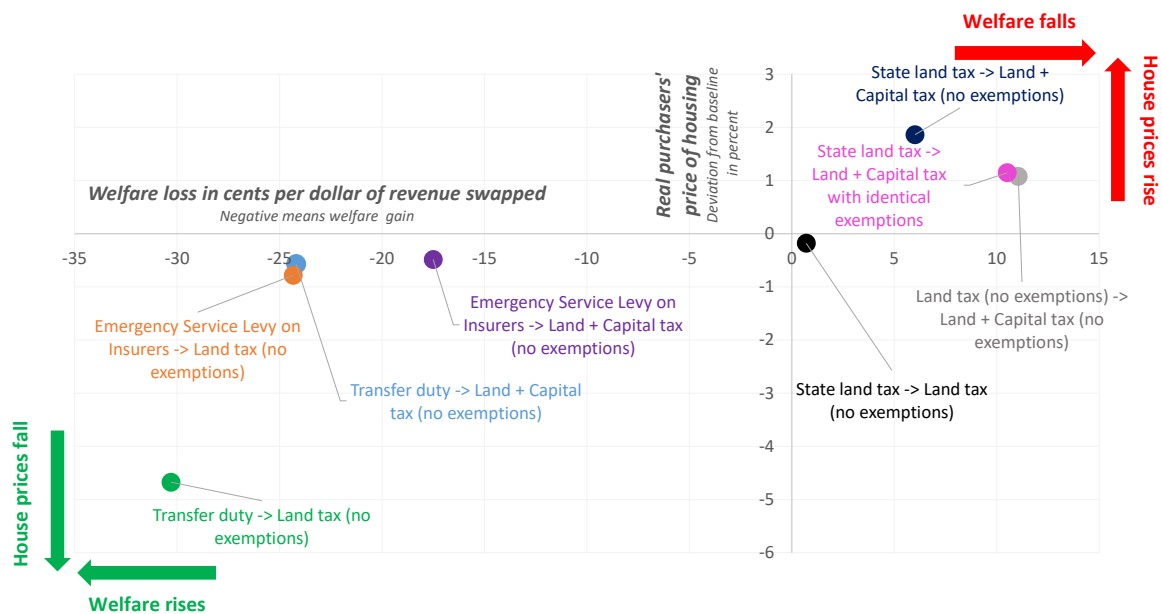 Welfare falls
House prices rise
State land tax -> Land +
Capital tax (no exemptions)
3
2
1
0
-1
-2
-3
-4
-5
-6
Real purchasers'
price of housing
Deviation from baseline
in percent
State land tax ->
Land + Capital tax
with identical
exemptions
Welfare loss in cents per dollar of revenue swapped
Negative means welfare gain
-35
-30
-25
-20
-15
-10
-5
0
5
10
15
Emergency Service Levy on
Insurers -> Land tax (no
exemptions)
Emergency Service Levy on
Insurers -> Land + Capital tax
(no exemptions)
Land tax (no exemptions) ->
Land + Capital tax (no
exemptions)
Transfer duty -> Land + Capital
tax (no exemptions)
State land tax -> Land tax
(no exemptions)
House prices fall
Transfer duty -> Land tax (no
exemptions)
Welfare rises